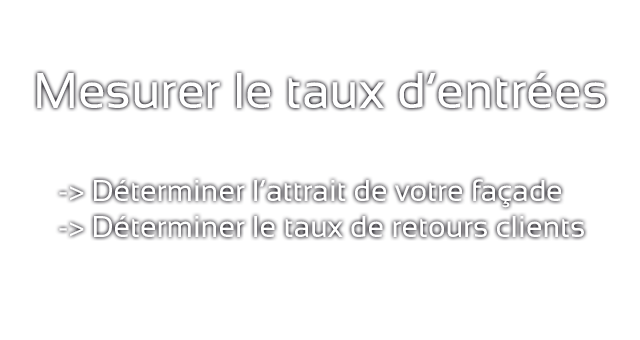 Mesurer le taux d’entrées
-> Déterminer l’attrait de votre façade
-> Déterminer le taux de retours clients